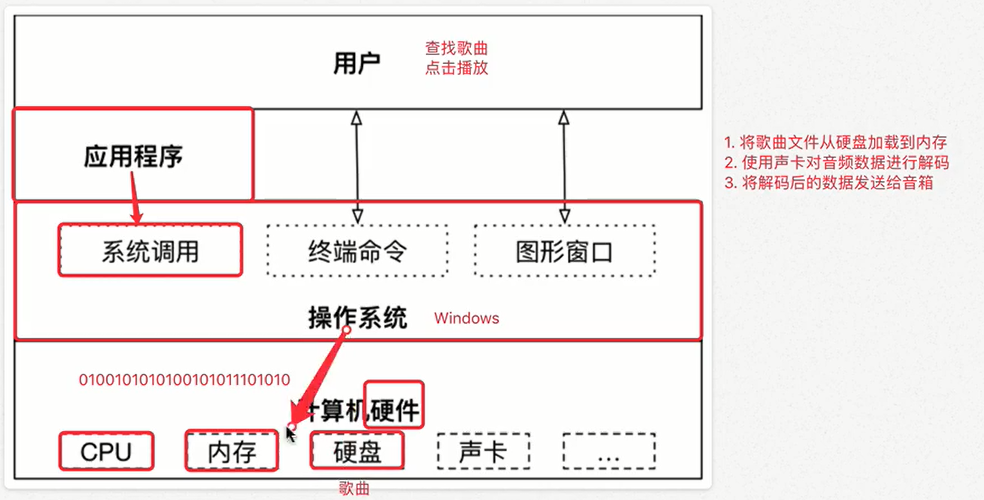 用户
查找歌曲
点击播放
应用程序
1. 将歌曲文件从硬盘加载到内存
2. 使用声卡对音频数据进行解码
3. 将解码后的数据发送给音箱
系统调用
终端命令
图形窗口
操作系统
Windows
0100101010100101011101010
计算机硬件
CPU
内存
硬盘
声卡
...
歌曲